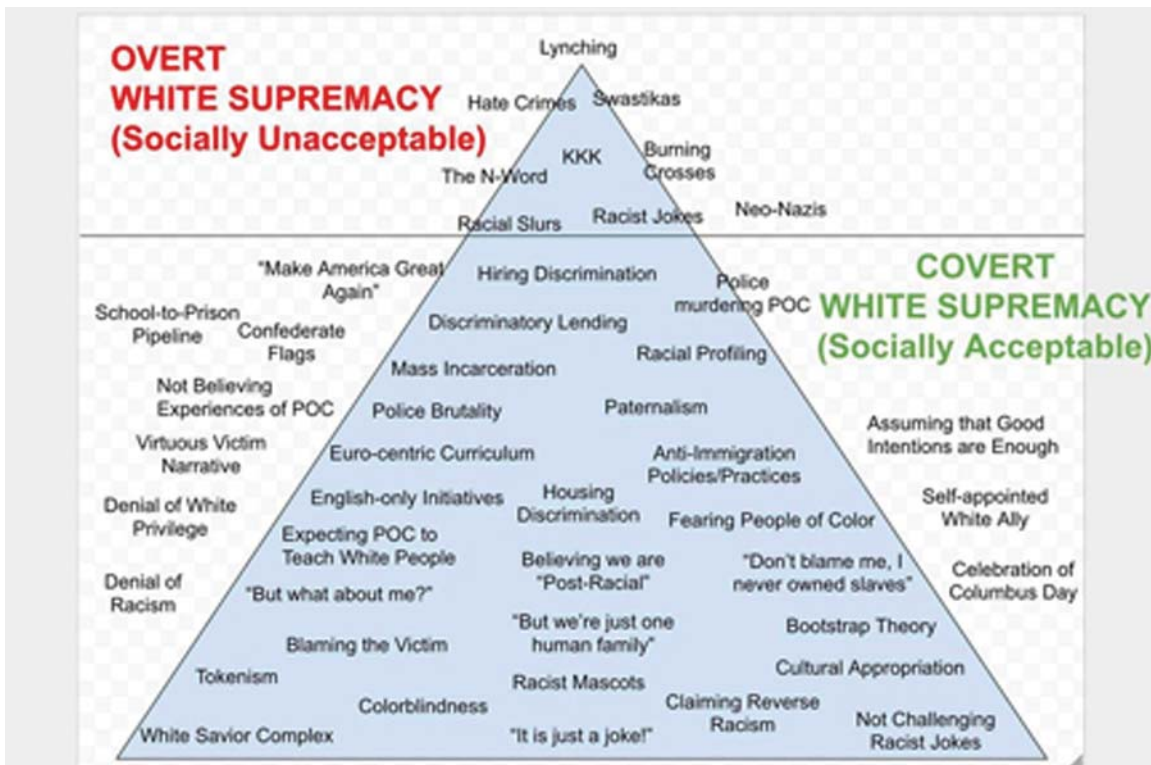 Lynching
OVERT
WHITE SUPREMACY
(Socially Unacceptable)
Hate Crimes
Swastikas
KKK
Burning
Crosses
The N-Word
Racial Slurs
Racist Jokes
Neo-Nazis
COVERT
WHITE SUPREMACY
(Socially Acceptable)
"Make America Great
Again"
Hiring Discrimination
Police
murdering POC
School-to-Prison
Pipeline
Confederate
Flags
Discriminatory Lending
Racial Profiling
Mass Incarceration
Not Believing
Experiences of POC
Police Brutality
Paternalism
Assuming that Good
Intentions are Enough
Virtuous Victim
Narrative
Euro-centric Curriculum
Anti-Immigration
Policies/Practices
Denial of White
Privilege
English-only Initiatives
Housing
Discrimination
Fearing People of Color
Self-appointed
White Ally
Expecting POC to
Teach White People
Believing we are
"Post-Racial"
"Don't blame me, I
never owned slaves"
Celebration of
Columbus Day
Denial of
Racism
"But what about me?"
"But we're just one
human family"
Bootstrap Theory
Blaming the Victim
Cultural Appropriation
Tokenism
Racist Mascots
Colorblindness
Claiming Reverse
Racism
White Savior Complex
"It is just a joke!"
Not Challenging
Racist Jokes